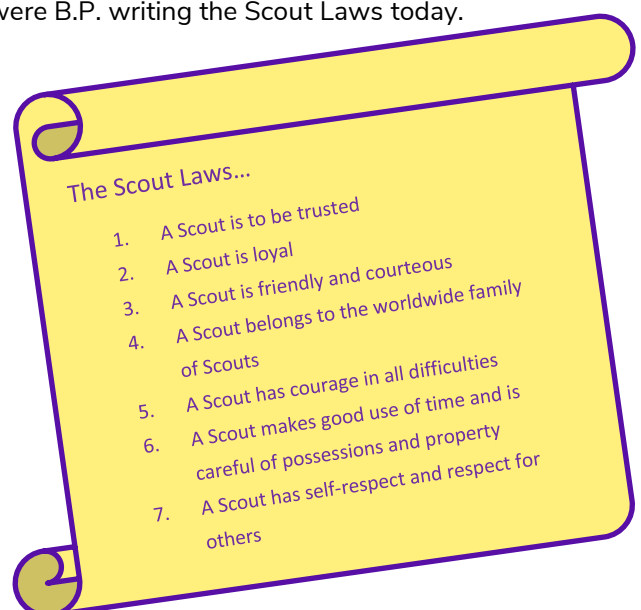 were B.P. writing the Scout Laws today.
The Scout Laws...
1. A Scout is to be trusted
2. A Scout is loyal
3. A Scout is friendly and courteous
4. A Scout belongs to the worldwide family
of Scouts
5. A Scout has courage in all difficulties
6. A Scout makes good use of time and is
careful of possessions and property
7. A Scout has self-respect and respect for
others